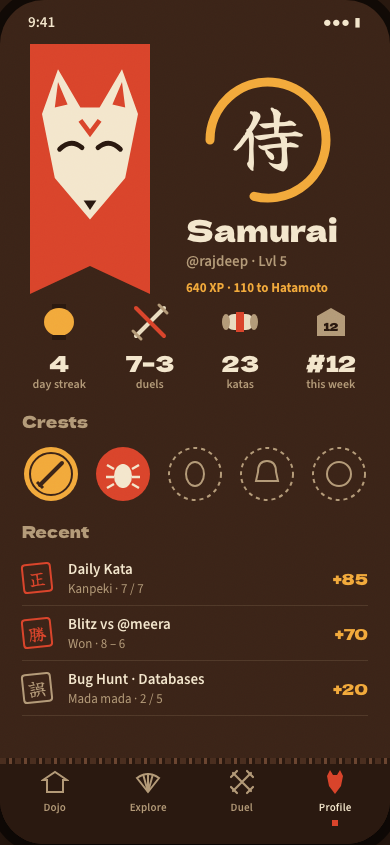 9:41
侍
Samurai
@rajdeep · Lvl 5
640 XP · 110 to Hatamoto
12
4 7–3 23 #12
day streak duels katas this week
Crests
Recent
正 Daily Kata +85
Kanpeki · 7 / 7
勝 Blitz vs @meera +70
Won · 8 – 6
誤 Bug Hunt · Databases +20
Mada mada · 2 / 5
Dojo Explore Duel Profile